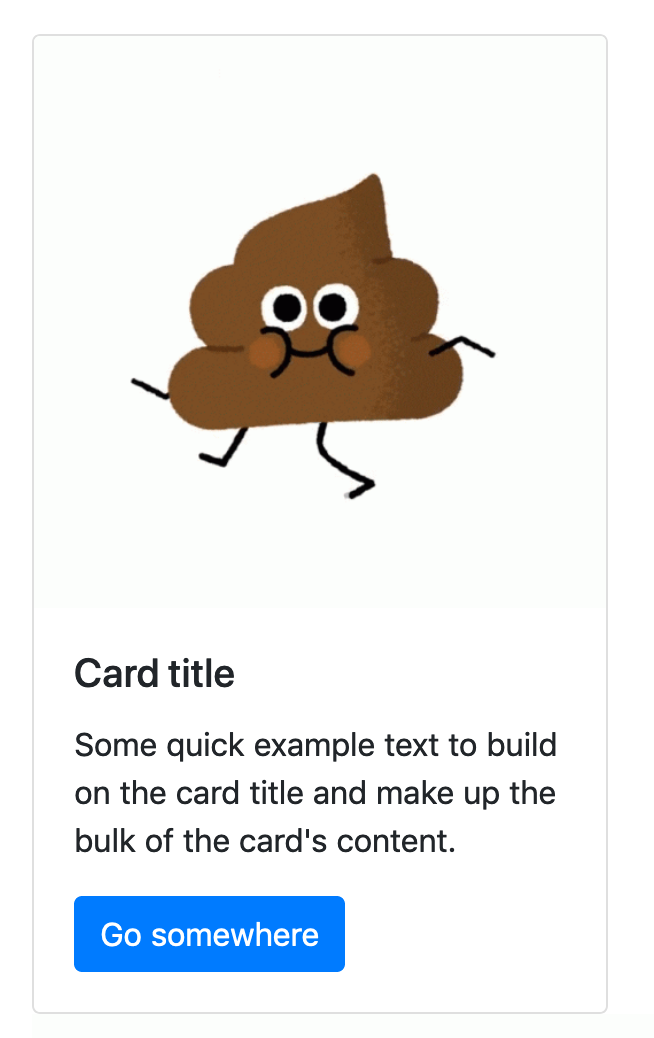 Card title
Some quick example text to build
on the card title and make up the
bulk of the card's content.
Go somewhere